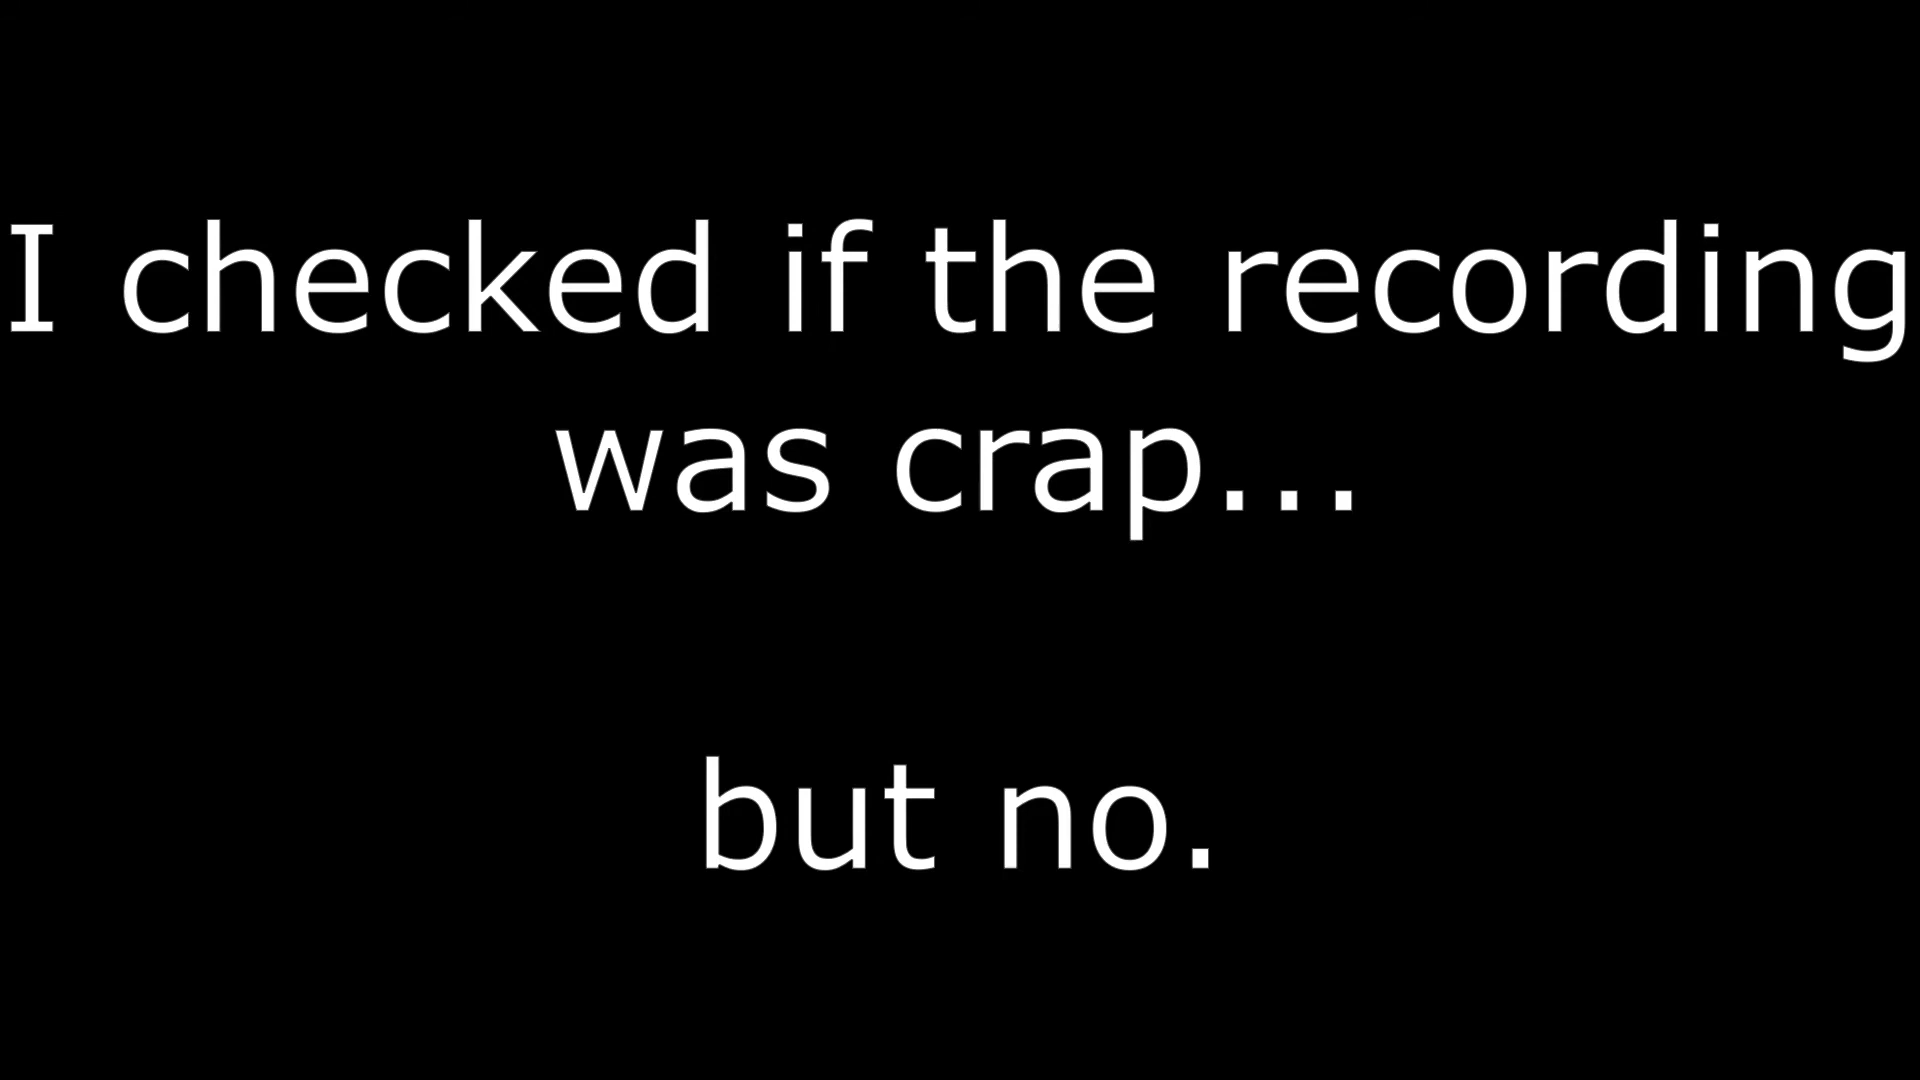 I checked if the recording
was crap...
but no.